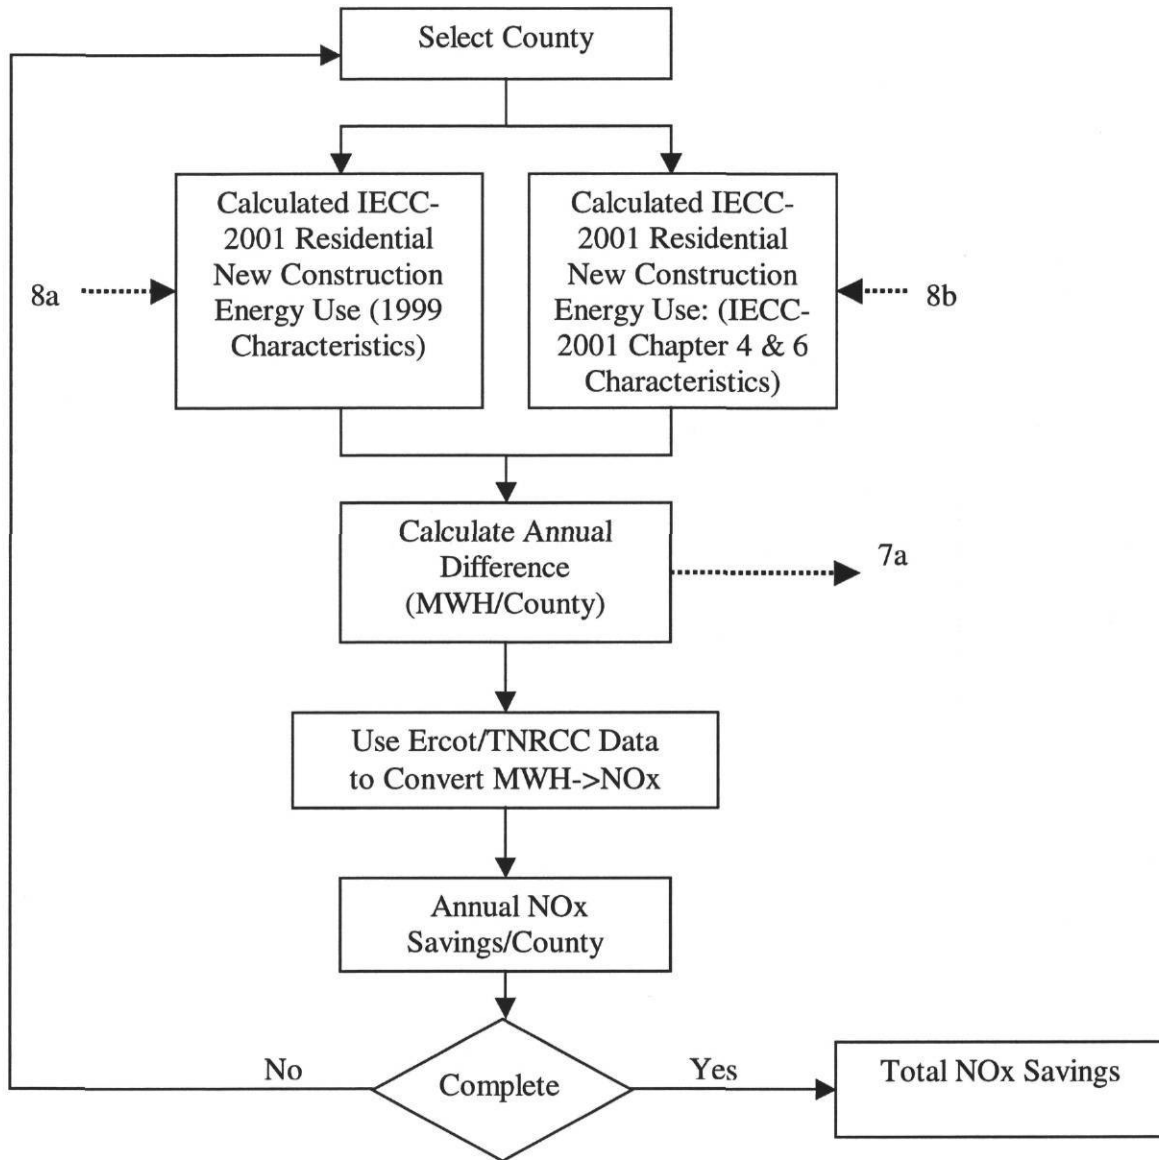 Select County
Calculated IECC-
2001 Residential
New Construction
Energy Use (1999
Characteristics)
Calculated IECC-
2001 Residential
New Construction
Energy Use: (IECC-
2001 Chapter 4 & 6
Characteristics)
8a
8b
Calculate Annual
Difference
(MWH/County)
7a
Use Ercot/TNRCC Data
to Convert MWH->NOx
Annual NOx
Savings/County
No
Complete
Yes
Total NOx Savings